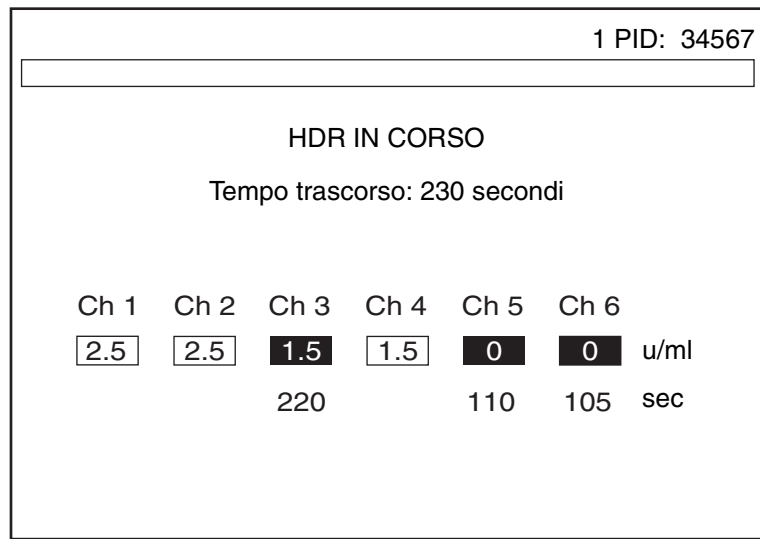 1 PID: 34567
HDR IN CORSO
Tempo trascorso: 230 secondi
Ch 1 Ch 2 Ch 3 Ch 4 Ch 5 Ch 6
2.5 2.5 1.5 1.5 0 0 u/ml
220 110 105 sec